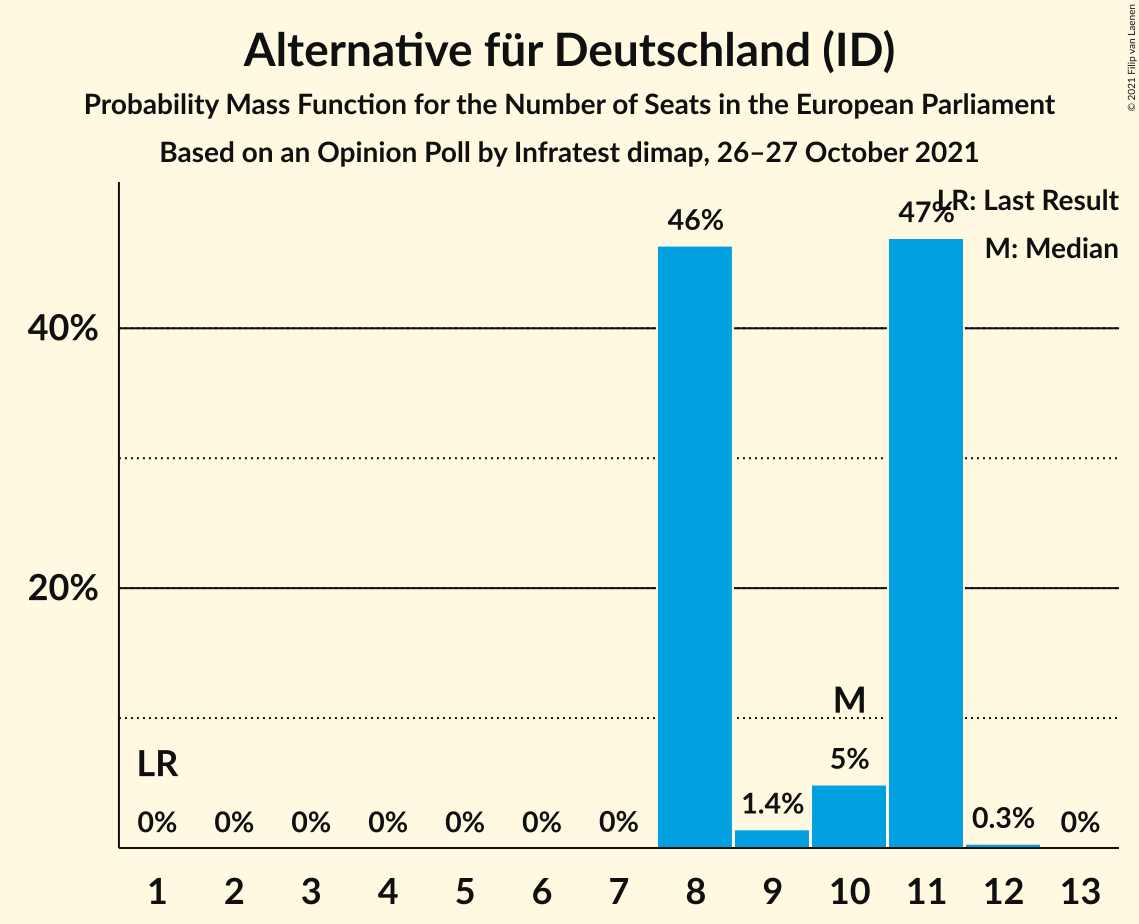 Alternative für Deutschland (ID)
Probability Mass Function for the Number of Seats in the European Parliament
Based on an Opinion Poll by Infratest dimap, 26–27 October 2021
© 2021 Filip van Laenen
LR: Last Result
M: Median
46%
47%
40%
20%
M
LR
5%
1.4%
0.3%
0% 0% 0% 0% 0% 0% 0% 0%
1 2 3 4 5 6 7 8 9 10 11 12 13